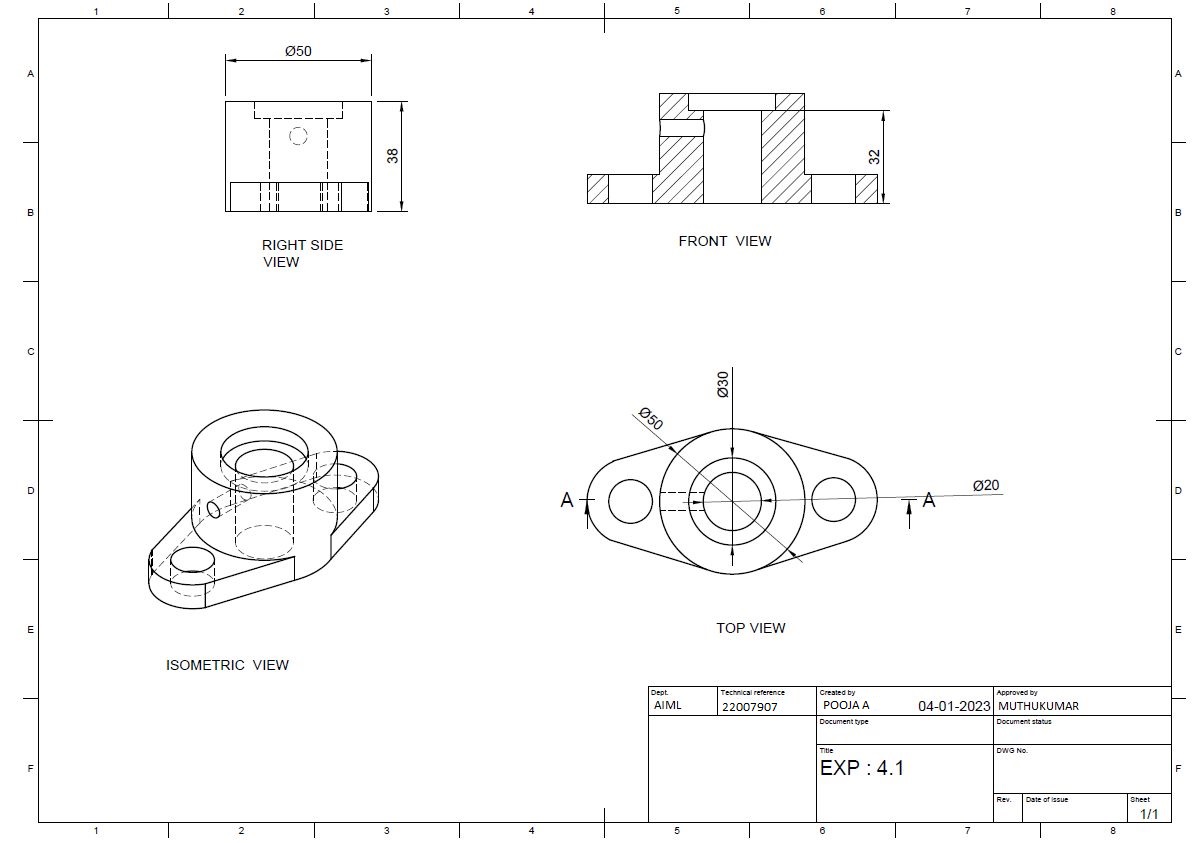 1 2 3 4 5 6 7 8
A A
Ø50
38
32
B B
RIGHT SIDE
VIEW
FRONT VIEW
C C
Ø30
Ø50
Ø20
D D
A A
E E
TOP VIEW
ISOMETRIC VIEW
Dept. Technical reference Created by Approved by
AIML 22007907 POOJA A 04-01-2023 MUTHUKUMAR
Document type Document status
Title DWG No.
EXP : 4.1
F F
Rev. Date of issue Sheet
1/1
1 2 3 4 5 6 7 8